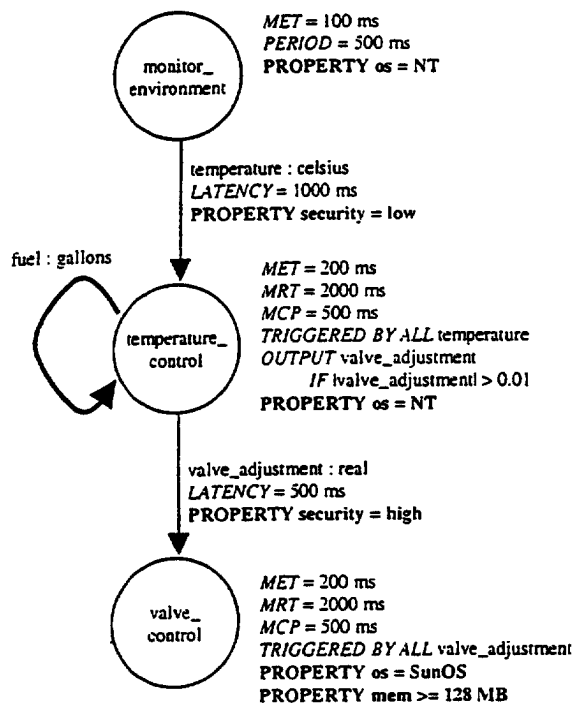 MET = 100 ms
PERIOD = 500 ms
PROPERTY os = NT
monitor_
environment
temperature : celsius
LATENCY = 1000 ms
PROPERTY security = low
fuel : gallons
MET = 200 ms
MRT = 2000 ms
MCP = 500 ms
TRIGGERED BY ALL temperature
OUTPUT valve_adjustment
IF |valve_adjustment| > 0.01
PROPERTY os = NT
temperature_
control
valve_adjustment : real
LATENCY = 500 ms
PROPERTY security = high
MET = 200 ms
MRT = 2000 ms
MCP = 500 ms
TRIGGERED BY ALL valve_adjustment
PROPERTY os = SunOS
PROPERTY mem >= 128 MB
valve_
control